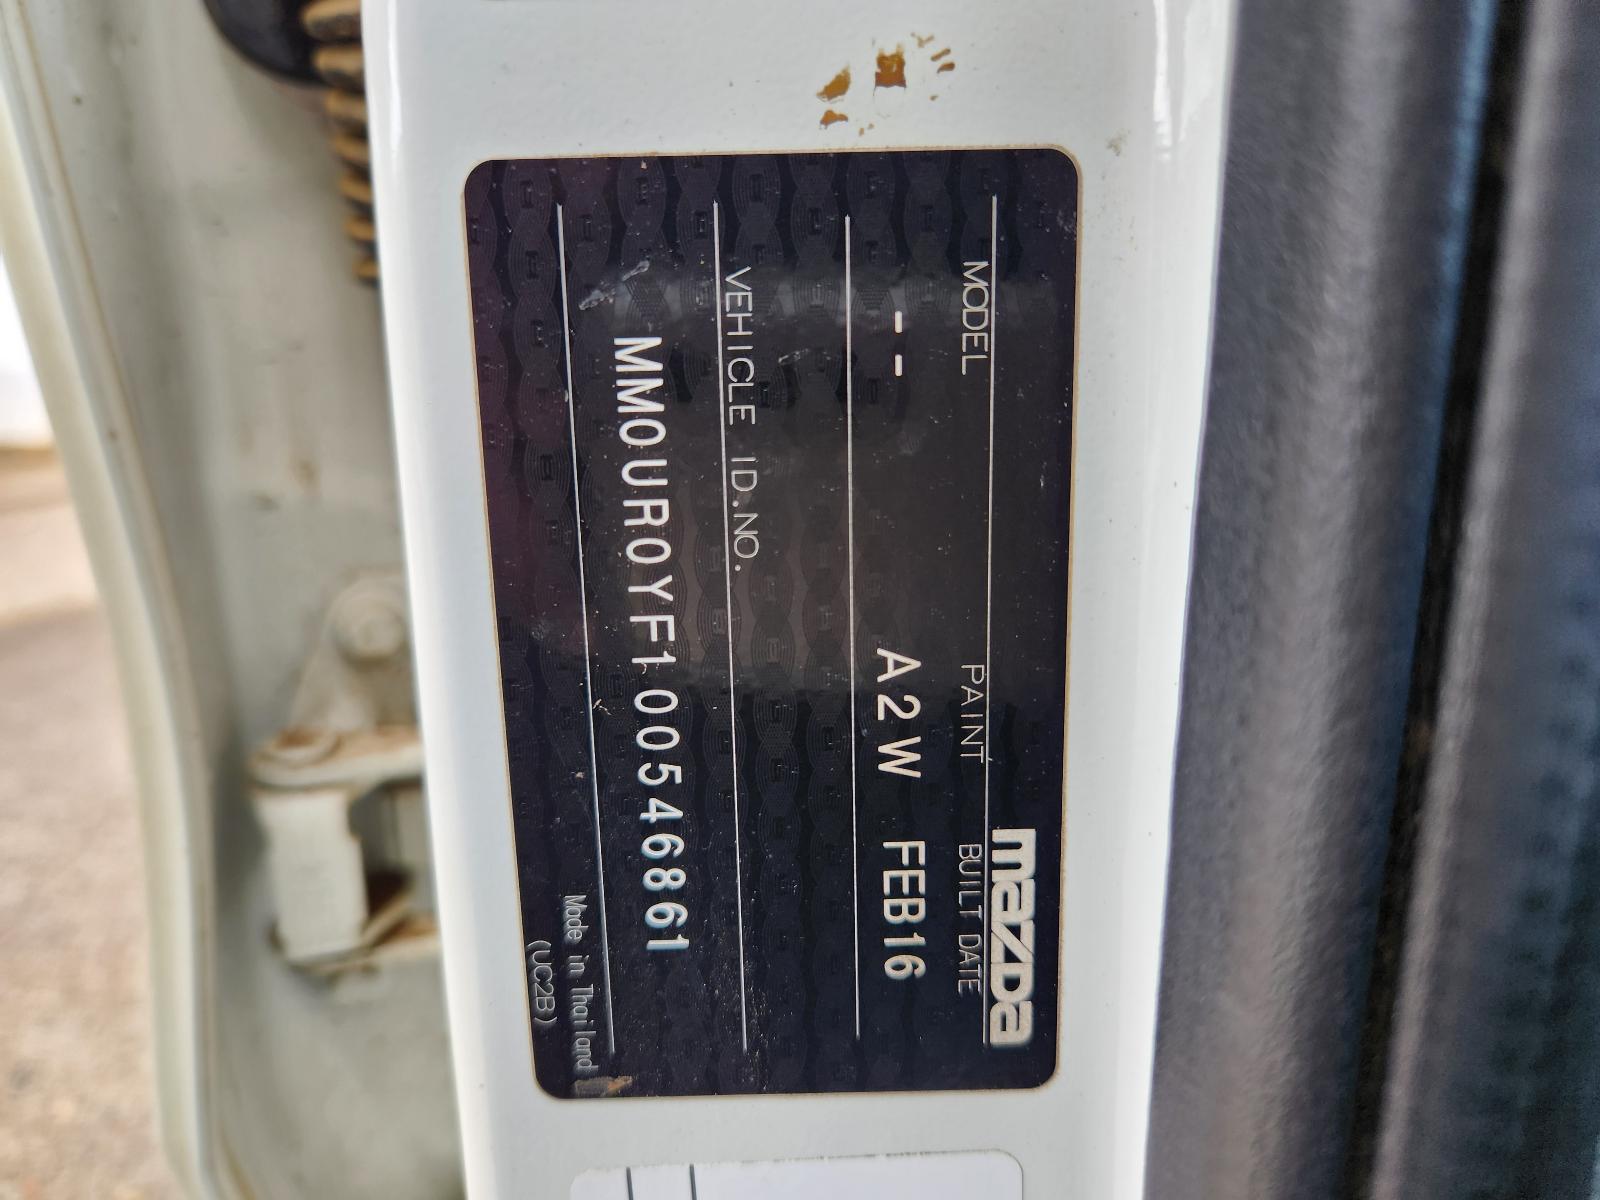 mazda
MODEL PAINT BUILT DATE
-- A2W FEB16
VEHICLE ID.NO.
MM0UR0YF100546861
Made in Thailand
(UC2B)